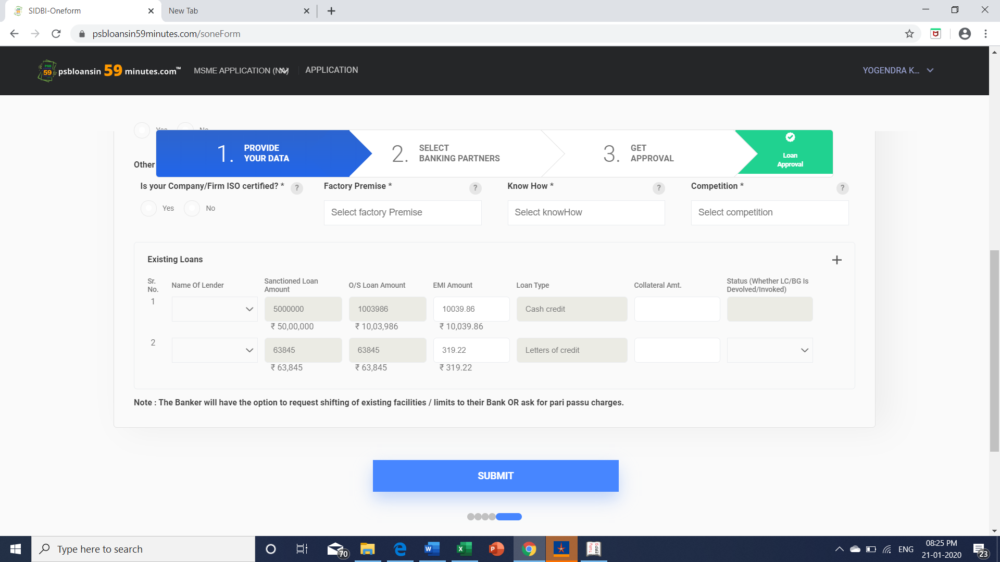 SIDBI-Oneform
New Tab
psbloansin59minutes.com/soneForm
PSB
59
psbloansin 59 minutes.com™
MSME APPLICATION (
APPLICATION
YOGENDRA K...
Yes
No
1. PROVIDE
YOUR DATA
2. SELECT
BANKING PARTNERS
3. GET
APPROVAL
Loan
Approval
Other
Is your Company/Firm ISO certified? * ?
Factory Premise * ?
Know How * ?
Competition * ?
Yes
No
Select factory Premise
Select knowHow
Select competition
Existing Loans
Sr.
No.
Name Of Lender
Sanctioned Loan
Amount
O/S Loan Amount
EMI Amount
Loan Type
Collateral Amt.
Status (Whether LC/BG Is
Devolved/Invoked)
1
5000000
1003986
10039.86
Cash credit
₹ 50,00,000
₹ 10,03,986
₹ 10,039.86
2
63845
63845
319.22
Letters of credit
₹ 63,845
₹ 63,845
₹ 319.22
Note : The Banker will have the option to request shifting of existing facilities / limits to their Bank OR ask for pari passu charges.
SUBMIT
Type here to search
70
W
X
P
Tally
ERP9
ENG
08:25 PM
21-01-2020
23